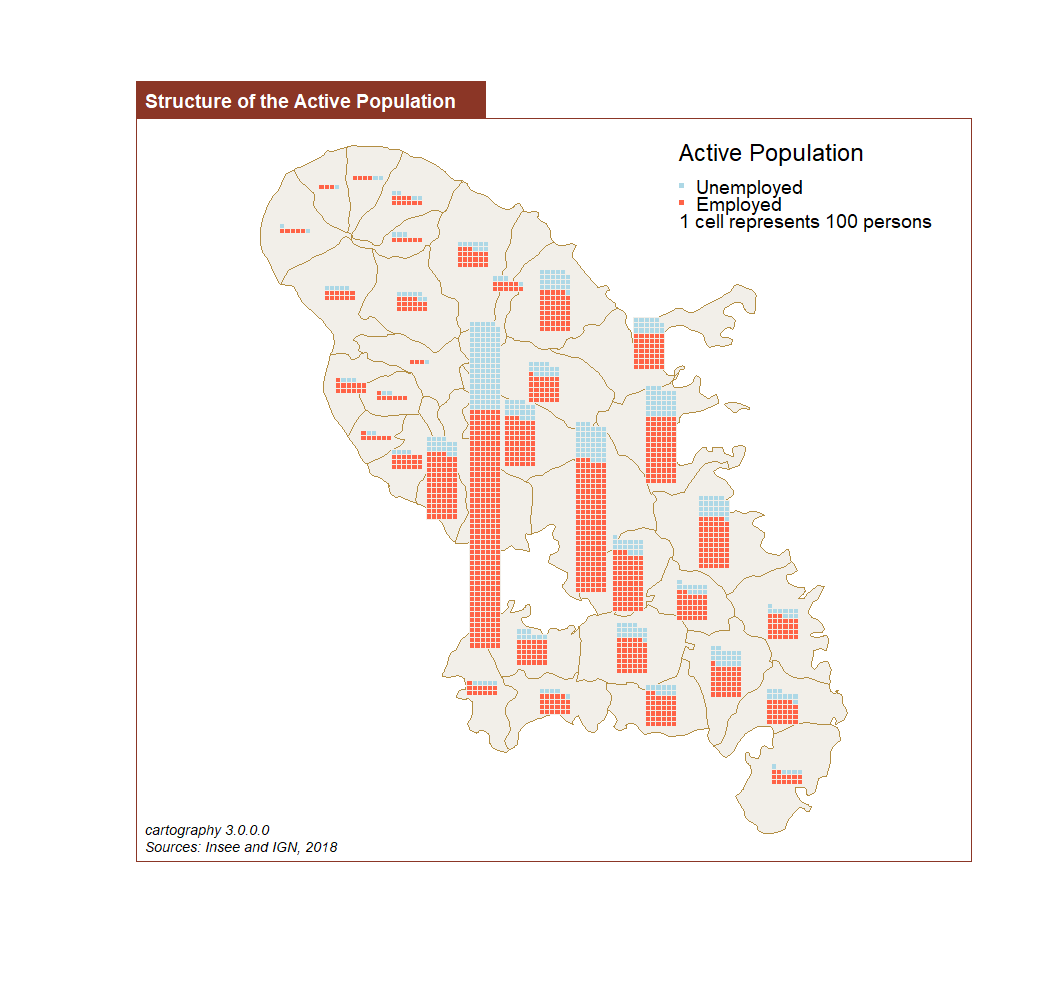 Structure of the Active Population
Active Population
Unemployed
Employed
1 cell represents 100 persons
cartography 3.0.0.0
Sources: Insee and IGN, 2018